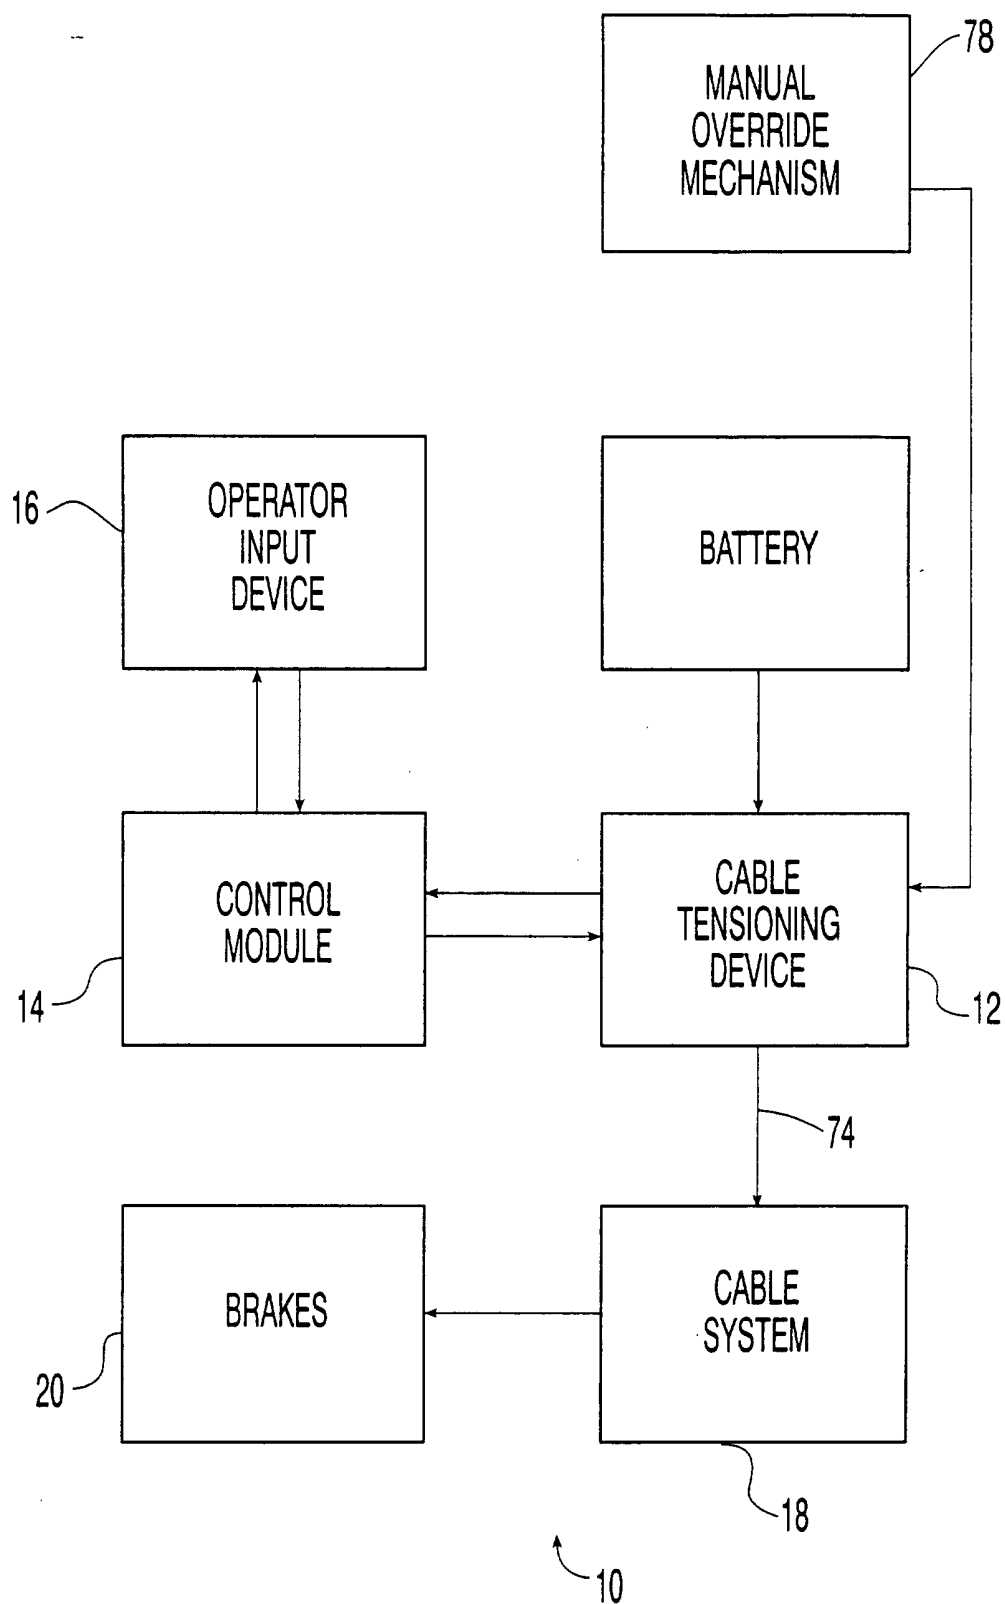 78
MANUAL
OVERRIDE
MECHANISM
16
OPERATOR
INPUT
DEVICE
BATTERY
CONTROL
MODULE
14
CABLE
TENSIONING
DEVICE
12
74
BRAKES
20
CABLE
SYSTEM
18
10